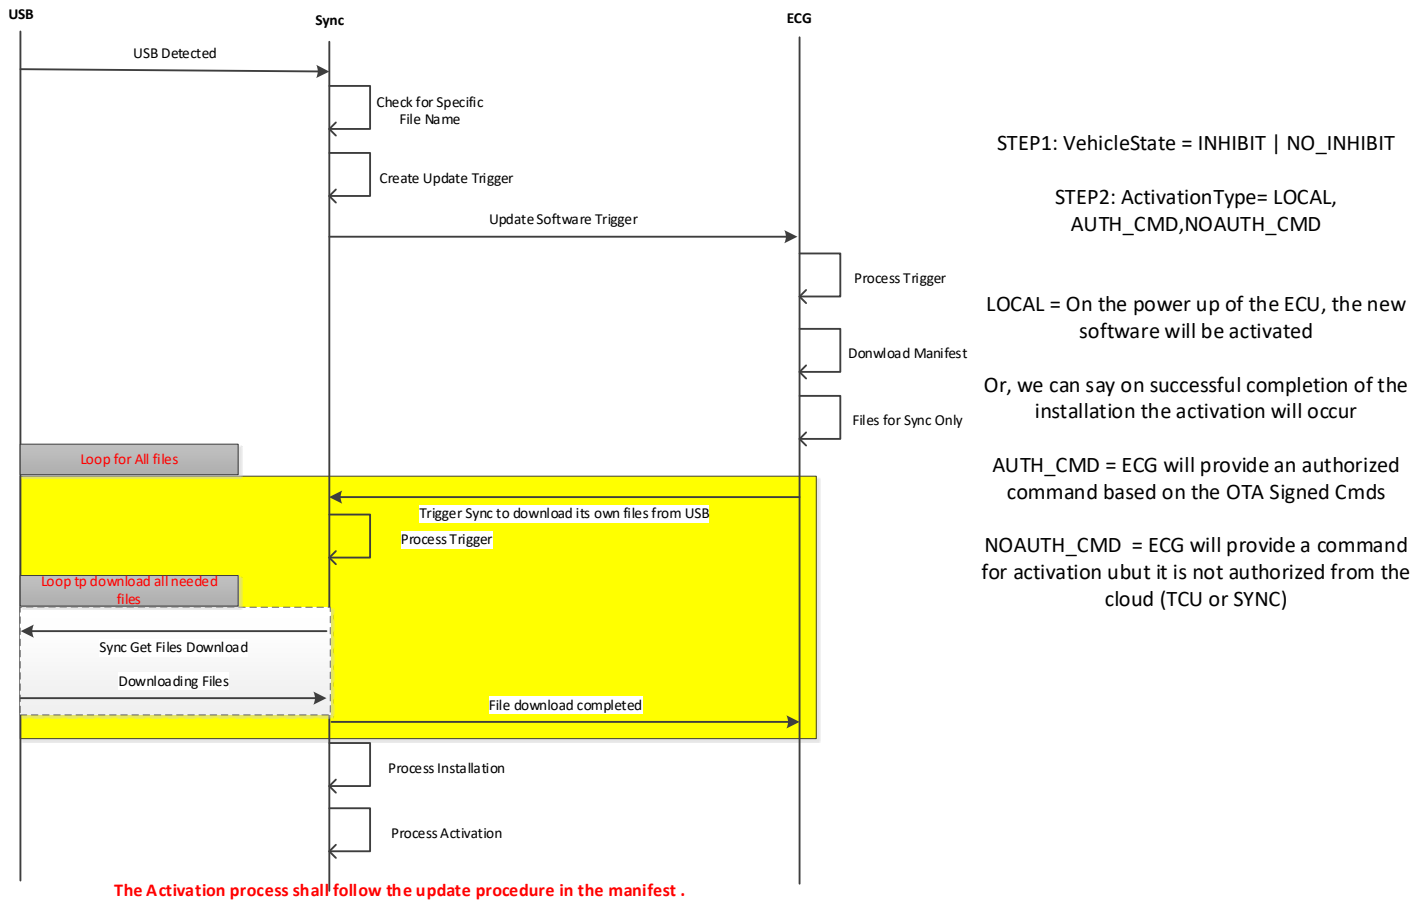 USB
Sync
ECG
USB Detected
Check for Specific
File Name
Create Update Trigger
Update Software Trigger
Process Trigger
Donwload Manifest
Files for Sync Only
Loop for All files
Trigger Sync to download its own files from USB
Process Trigger
Loop tp download all needed
files
Sync Get Files Download
Downloading Files
File download completed
Process Installation
Process Activation
The Activation process shall follow the update procedure in the manifest .
STEP1: VehicleState = INHIBIT | NO_INHIBIT
STEP2: ActivationType= LOCAL,
AUTH_CMD,NOAUTH_CMD
LOCAL = On the power up of the ECU, the new
software will be activated
Or, we can say on successful completion of the
installation the activation will occur
AUTH_CMD = ECG will provide an authorized
command based on the OTA Signed Cmds
NOAUTH_CMD = ECG will provide a command
for activation ubut it is not authorized from the
cloud (TCU or SYNC)